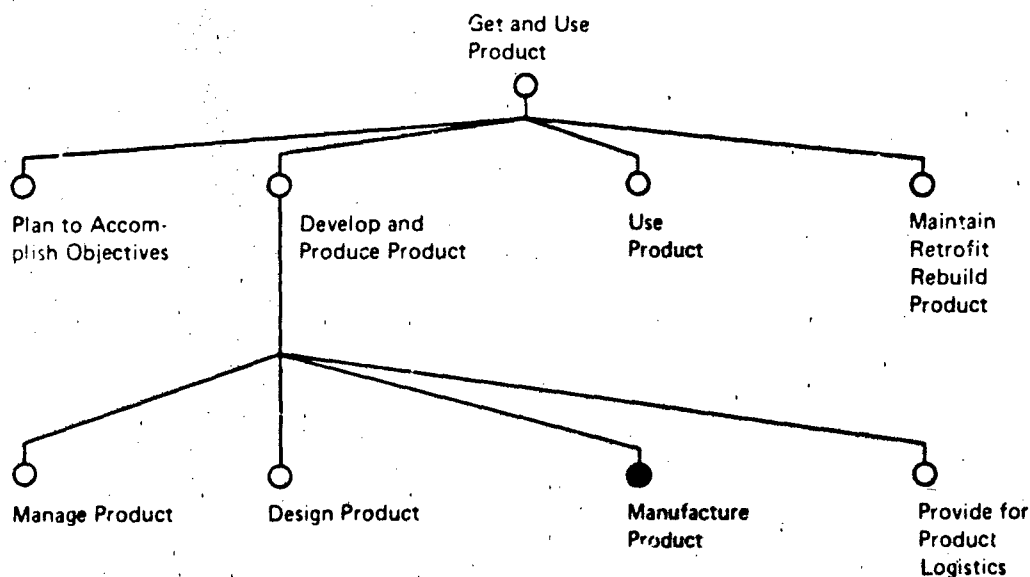 Get and Use
Product
Plan to Accom-
plish Objectives
Develop and
Produce Product
Use
Product
Maintain
Retrofit
Rebuild
Product
Manage Product
Design Product
Manufacture
Product
Provide for
Product
Logistics